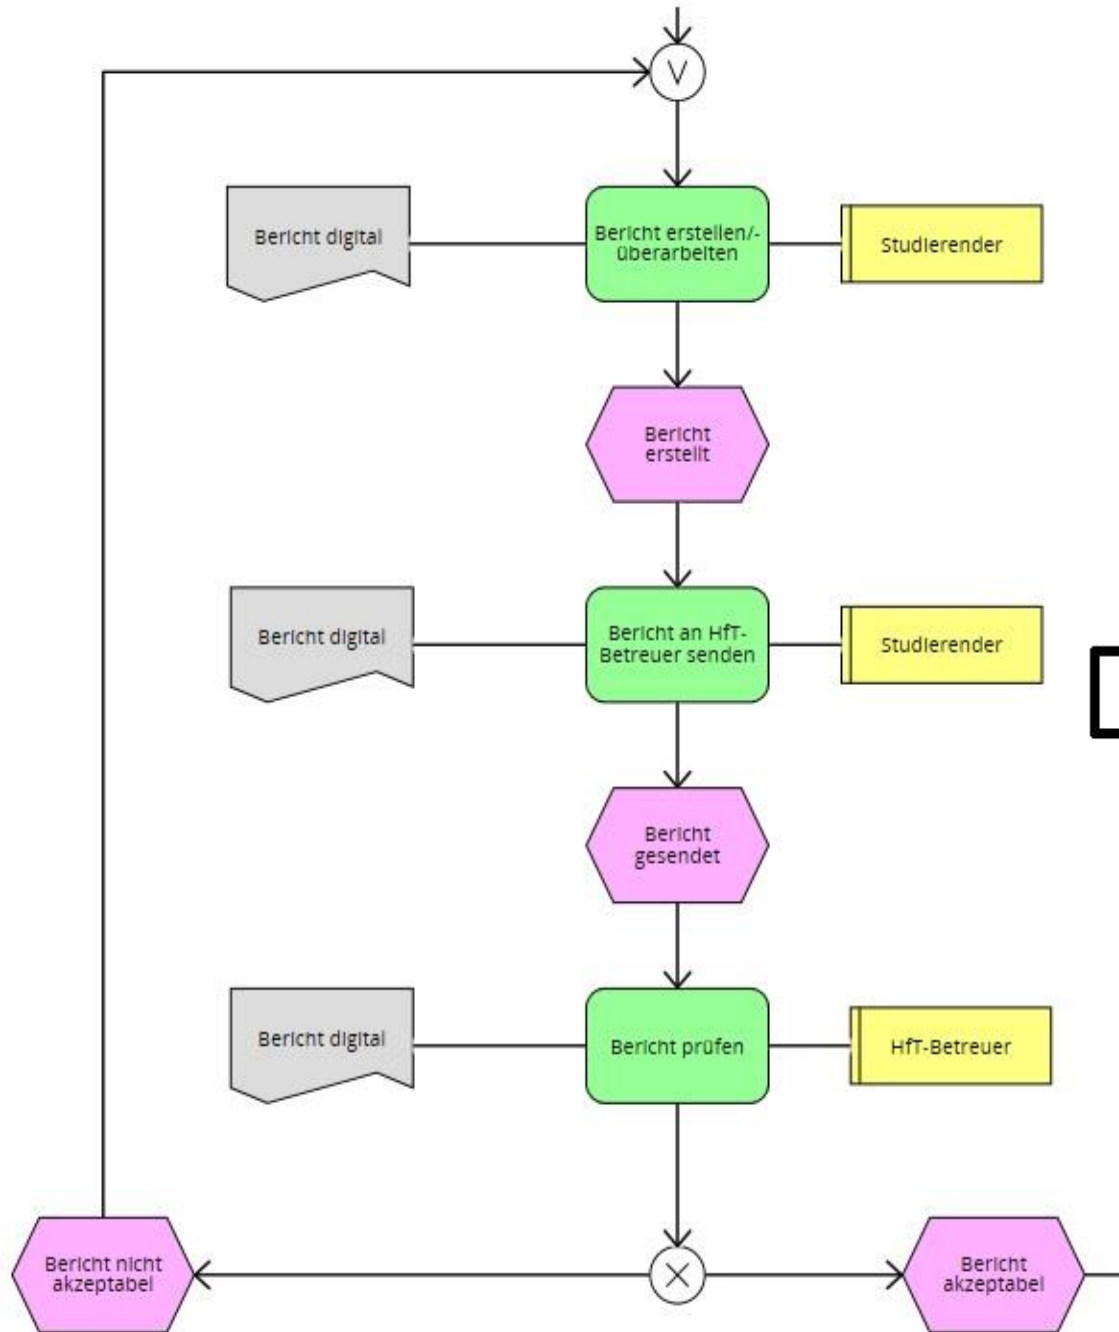 V
Bericht digital
Bericht erstellen/-
überarbeiten
Studierender
Bericht
erstellt
Bericht digital
Bericht an HfT-
Betreuer senden
Studierender
Bericht
gesendet
Bericht digital
Bericht prüfen
HfT-Betreuer
Bericht nicht
akzeptabel
Bericht
akzeptabel